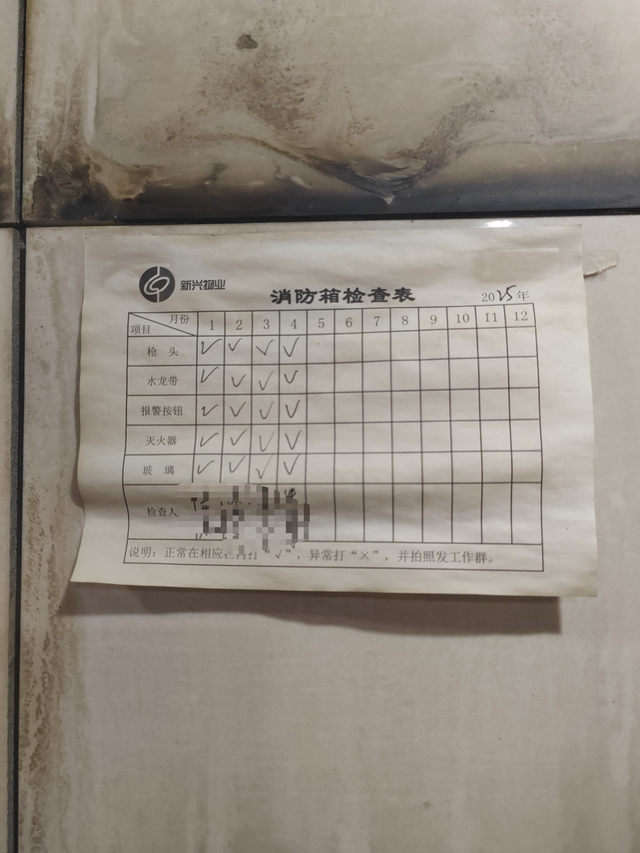 新兴物业
消防箱检查表
2025年
月份
项目
1 2 3 4 5 6 7 8 9 10 11 12
枪头 ✓ ✓ ✓ ✓
水龙带 ✓ ✓ ✓ ✓
报警按钮 ✓ ✓ ✓ ✓
灭火器 ✓ ✓ ✓ ✓
玻璃 ✓ ✓ ✓ ✓
检查人
说明：正常在相应 打“✓”，异常打“×”，并拍照发工作群。